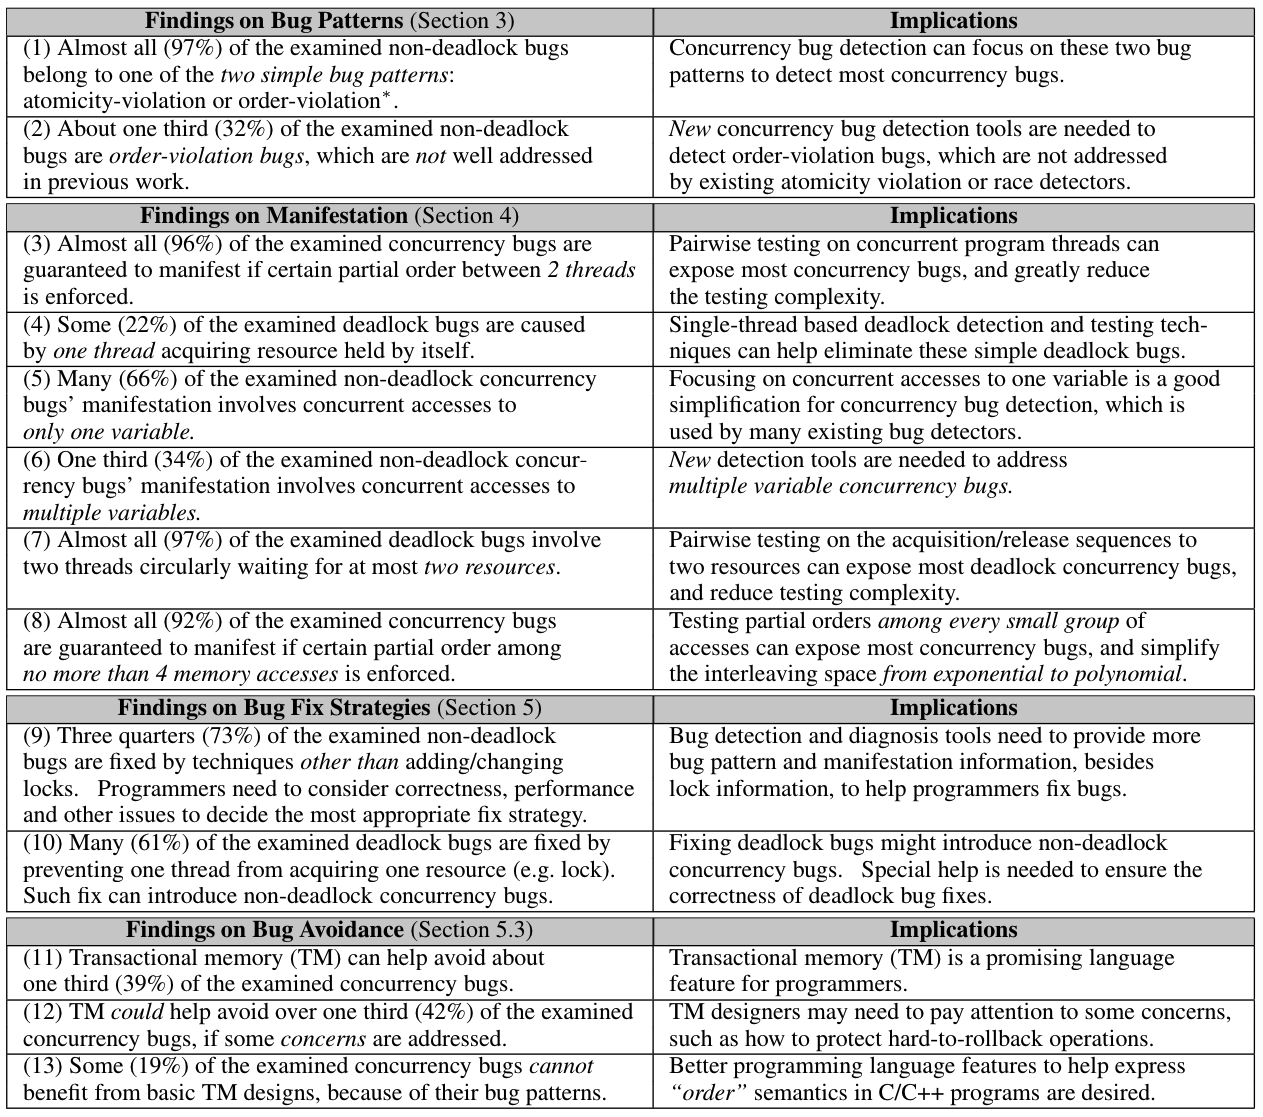 Findings on Bug Patterns (Section 3)
Implications
(1) Almost all (97%) of the examined non-deadlock bugs
belong to one of the two simple bug patterns:
atomicity-violation or order-violation*.
Concurrency bug detection can focus on these two bug
patterns to detect most concurrency bugs.
(2) About one third (32%) of the examined non-deadlock
bugs are order-violation bugs, which are not well addressed
in previous work.
New concurrency bug detection tools are needed to
detect order-violation bugs, which are not addressed
by existing atomicity violation or race detectors.
Findings on Manifestation (Section 4)
Implications
(3) Almost all (96%) of the examined concurrency bugs are
guaranteed to manifest if certain partial order between 2 threads
is enforced.
Pairwise testing on concurrent program threads can
expose most concurrency bugs, and greatly reduce
the testing complexity.
(4) Some (22%) of the examined deadlock bugs are caused
by one thread acquiring resource held by itself.
Single-thread based deadlock detection and testing tech-
niques can help eliminate these simple deadlock bugs.
(5) Many (66%) of the examined non-deadlock concurrency
bugs' manifestation involves concurrent accesses to
only one variable.
Focusing on concurrent accesses to one variable is a good
simplification for concurrency bug detection, which is
used by many existing bug detectors.
(6) One third (34%) of the examined non-deadlock concur-
rency bugs' manifestation involves concurrent accesses to
multiple variables.
New detection tools are needed to address
multiple variable concurrency bugs.
(7) Almost all (97%) of the examined deadlock bugs involve
two threads circularly waiting for at most two resources.
Pairwise testing on the acquisition/release sequences to
two resources can expose most deadlock concurrency bugs,
and reduce testing complexity.
(8) Almost all (92%) of the examined concurrency bugs
are guaranteed to manifest if certain partial order among
no more than 4 memory accesses is enforced.
Testing partial orders among every small group of
accesses can expose most concurrency bugs, and simplify
the interleaving space from exponential to polynomial.
Findings on Bug Fix Strategies (Section 5)
Implications
(9) Three quarters (73%) of the examined non-deadlock
bugs are fixed by techniques other than adding/changing
locks. Programmers need to consider correctness, performance
and other issues to decide the most appropriate fix strategy.
Bug detection and diagnosis tools need to provide more
bug pattern and manifestation information, besides
lock information, to help programmers fix bugs.
(10) Many (61%) of the examined deadlock bugs are fixed by
preventing one thread from acquiring one resource (e.g. lock).
Such fix can introduce non-deadlock concurrency bugs.
Fixing deadlock bugs might introduce non-deadlock
concurrency bugs. Special help is needed to ensure the
correctness of deadlock bug fixes.
Findings on Bug Avoidance (Section 5.3)
Implications
(11) Transactional memory (TM) can help avoid about
one third (39%) of the examined concurrency bugs.
Transactional memory (TM) is a promising language
feature for programmers.
(12) TM could help avoid over one third (42%) of the examined
concurrency bugs, if some concerns are addressed.
TM designers may need to pay attention to some concerns,
such as how to protect hard-to-rollback operations.
(13) Some (19%) of the examined concurrency bugs cannot
benefit from basic TM designs, because of their bug patterns.
Better programming language features to help express
“order” semantics in C/C++ programs are desired.